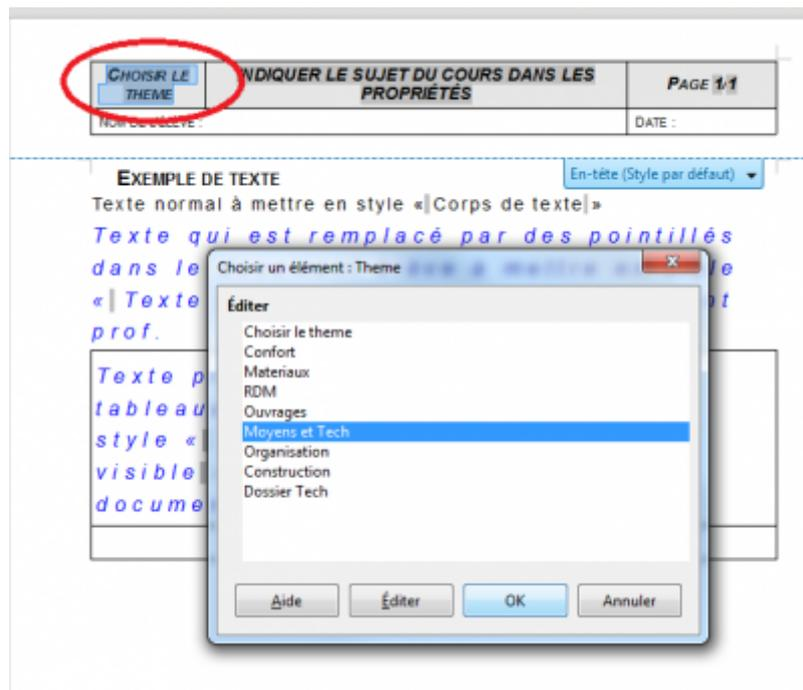 CHOISIR LE
THEME
INDIQUER LE SUJET DU COURS DANS LES
PROPRIÉTÉS
PAGE 1/1
NOM DE L'ÉLÈVE :
DATE :
En-tête (Style par défaut)
EXEMPLE DE TEXTE
Texte normal à mettre en style « Corps de texte »
Texte qui est remplacé par des pointillés
dans le
« Texte
prof.
Choisir un élément : Theme
Éditer
Choisir le theme
Confort
Materiaux
RDM
Ouvrages
Moyens et Tech
Organisation
Construction
Dossier Tech
Aide
Éditer
OK
Annuler
Texte p
tableau
style «
visible
docume